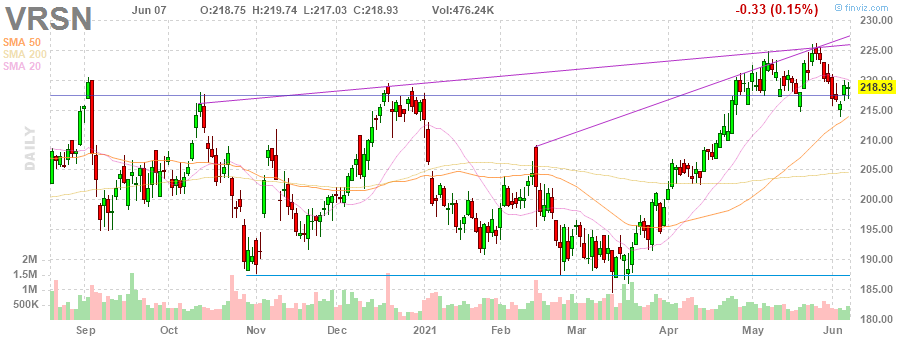 VRSN Jun 07 O:218.75 H:219.74 L:217.03 C:218.93 Vol:476.24K -0.33 (0.15%) © finviz.com
SMA 50
SMA 200
SMA 20
DAILY
230.00
225.00
220.00
218.93
215.00
210.00
205.00
200.00
195.00
190.00
185.00
180.00
2M
1.5M
1M
500K
Sep Oct Nov Dec 2021 Feb Mar Apr May Jun